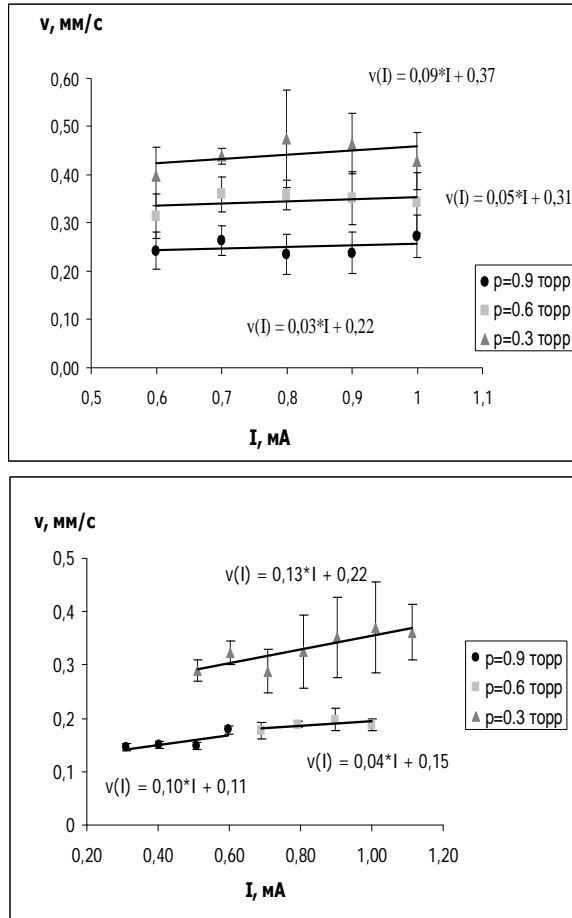 v, мм/с
0,60
v(I) = 0,09*I + 0,37
0,50
0,40
v(I) = 0,05*I + 0,31
0,30
p=0.9 торр
0,20
p=0.6 торр
v(I) = 0,03*I + 0,22
0,10
p=0.3 торр
0,00
0,5 0,6 0,7 0,8 0,9 1 1,1
I, мА
v, мм/с
0,5
v(I) = 0,13*I + 0,22
0,4
p=0.9 торр
0,3
p=0.6 торр
p=0.3 торр
0,2
v(I) = 0,04*I + 0,15
0,1
v(I) = 0,10*I + 0,11
0
0,20 0,40 0,60 0,80 1,00 1,20
I, мА